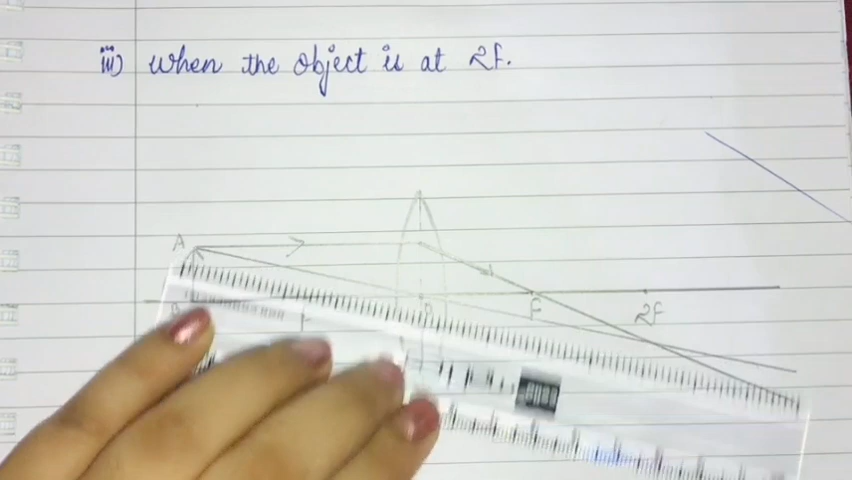 iii) When the object is at 2F.
A
F
2F